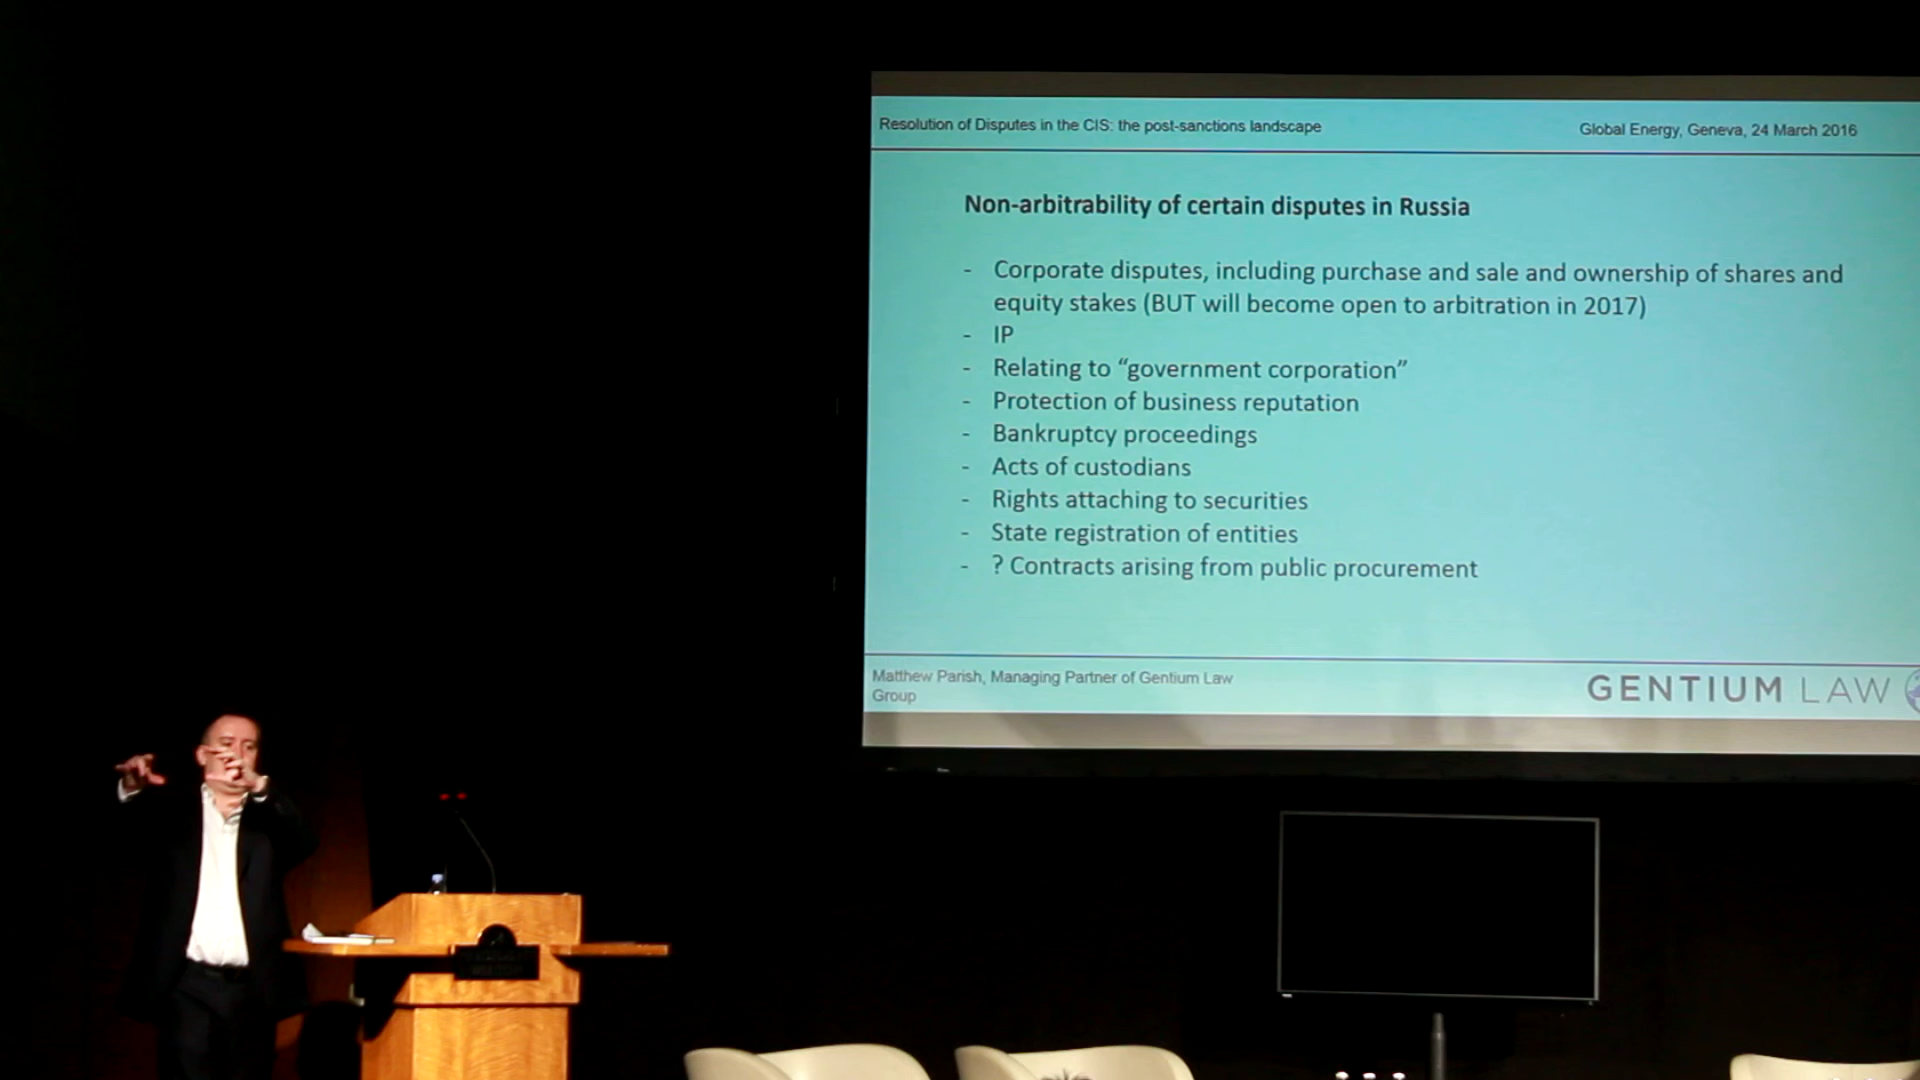 Resolution of Disputes in the CIS: the post-sanctions landscape
Global Energy, Geneva, 24 March 2016
Non-arbitrability of certain disputes in Russia
- Corporate disputes, including purchase and sale and ownership of shares and
equity stakes (BUT will become open to arbitration in 2017)
- IP
- Relating to “government corporation”
- Protection of business reputation
- Bankruptcy proceedings
- Acts of custodians
- Rights attaching to securities
- State registration of entities
- ? Contracts arising from public procurement
Matthew Parish, Managing Partner of Gentium Law
Group
GENTIUM LAW